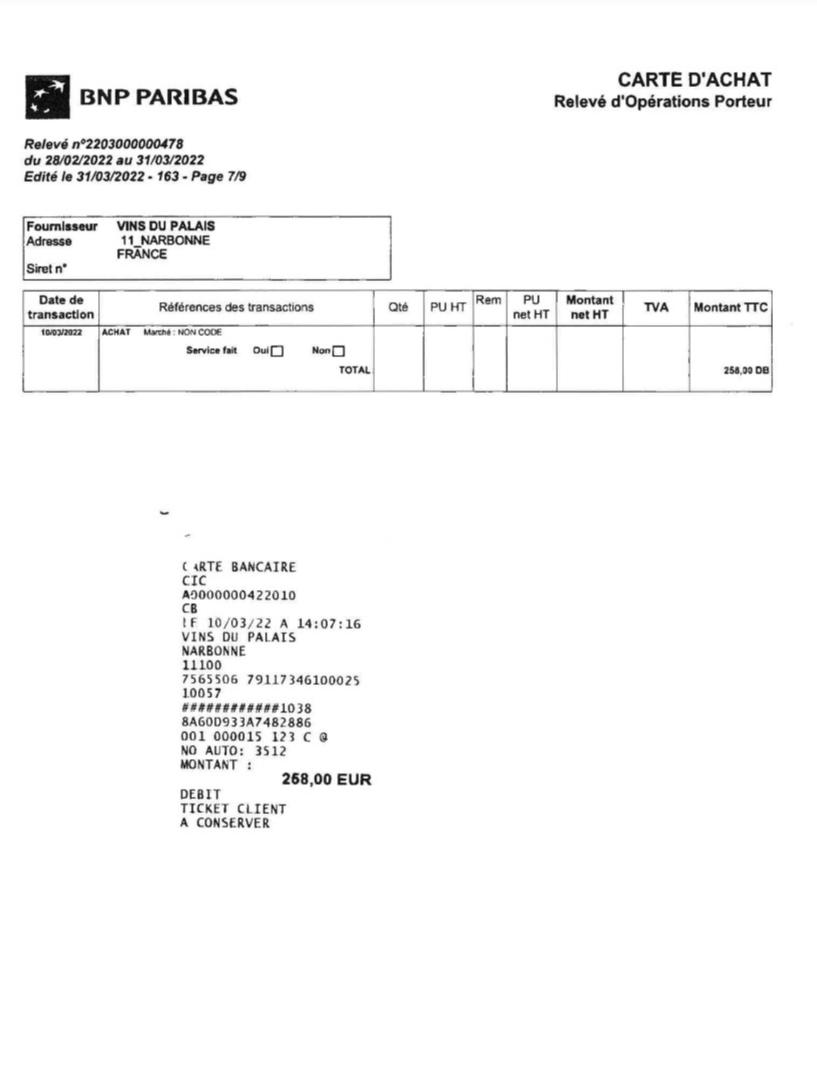 BNP PARIBAS
CARTE D'ACHAT
Relevé d'Opérations Porteur
Relevé n°2203000000478
du 28/02/2022 au 31/03/2022
Edité le 31/03/2022 - 163 - Page 7/9
Fournisseur VINS DU PALAIS
Adresse 11_NARBONNE
FRANCE
Siret n°
Date de transaction Références des transactions Qté PU HT Rem PU net HT Montant net HT TVA Montant TTC
10/03/2022 ACHAT Marché : NON CODE
Service fait Oui Non
TOTAL 258,00 DB
CARTE BANCAIRE
CIC
A0000000422010
CB
LE 10/03/22 A 14:07:16
VINS DU PALAIS
NARBONNE
11100
7565506 79117346100025
10057
############1038
8A60D933A7482886
001 000015 123 C @
NO AUTO: 3512
MONTANT :
258,00 EUR
DEBIT
TICKET CLIENT
A CONSERVER